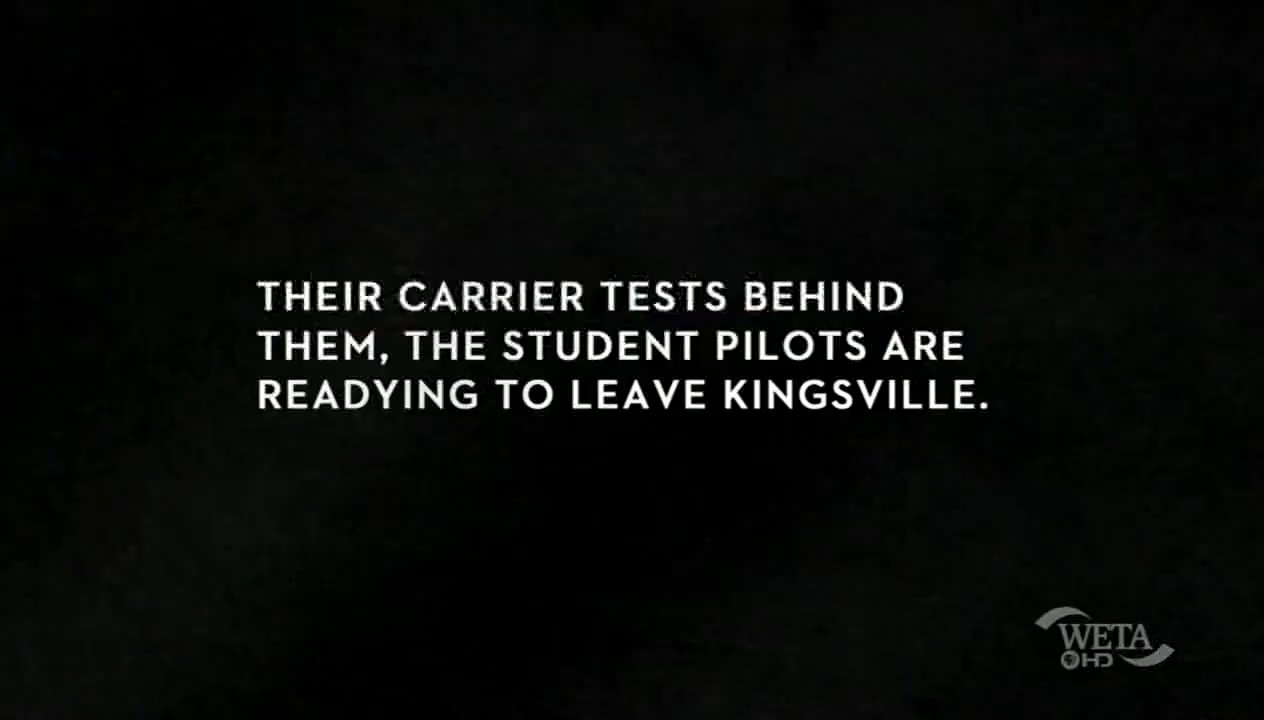 THEIR CARRIER TESTS BEHIND
THEM, THE STUDENT PILOTS ARE
READYING TO LEAVE KINGSVILLE.
WETA
HD